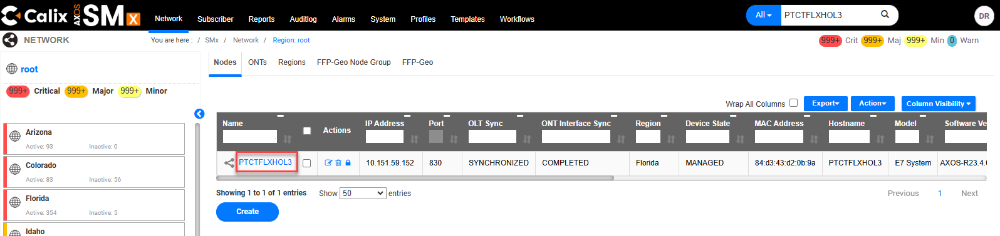 Calix AXOS SMx
Network Subscriber Reports Auditlog Alarms System Profiles Templates Workflows
All PTCTFLXHOL3
DR
NETWORK
You are here : / SMx / Network / Region: root
999+ Crit 999+ Maj 999+ Min 0 Warn
root
999+ Critical 999+ Major 999+ Minor
Arizona
Active: 93 Inactive: 0
Colorado
Active: 83 Inactive: 56
Florida
Active: 354 Inactive: 5
Idaho
Nodes ONTs Regions FFP-Geo Node Group FFP-Geo
Wrap All Columns Export Action Column Visibility
Name Actions IP Address Port OLT Sync ONT Interface Sync Region Device State MAC Address Hostname Model Software Ve
PTCTFLXHOL3 10.151.59.152 830 SYNCHRONIZED COMPLETED Florida MANAGED 84:d3:43:d2:0b:9a PTCTFLXHOL3 E7 System AXOS-R23.4.0
Showing 1 to 1 of 1 entries Show 50 entries
Previous 1 Next
Create